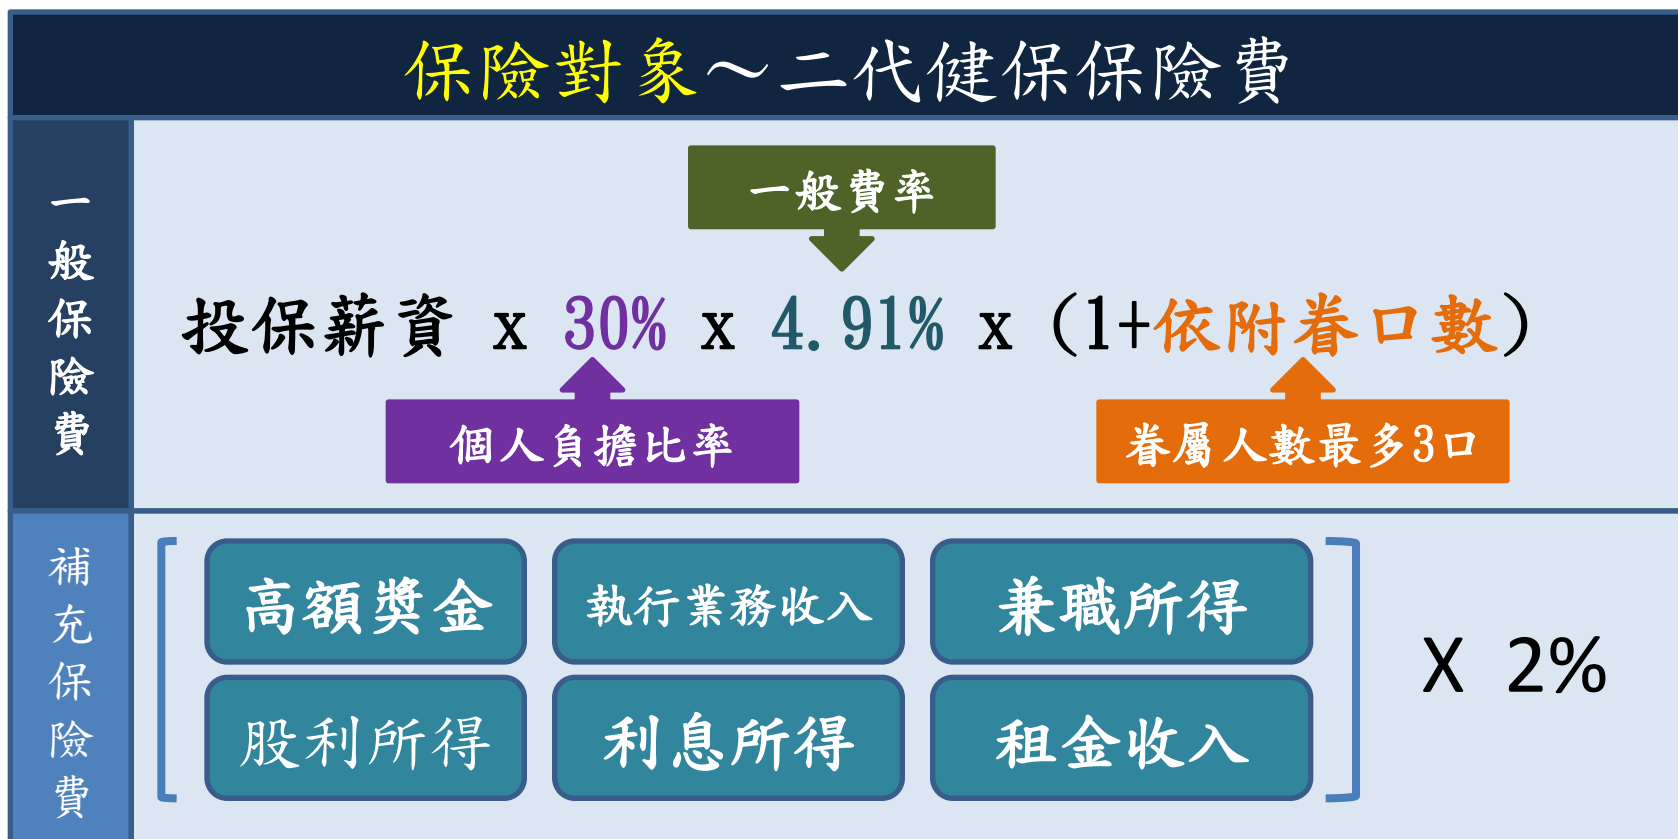 保險對象～二代健保保險費
一般保險費
一般費率
投保薪資 x 30% x 4.91% x (1+依附眷口數)
個人負擔比率
眷屬人數最多3口
補充保險費
高額獎金
執行業務收入
兼職所得
股利所得
利息所得
租金收入
X 2%